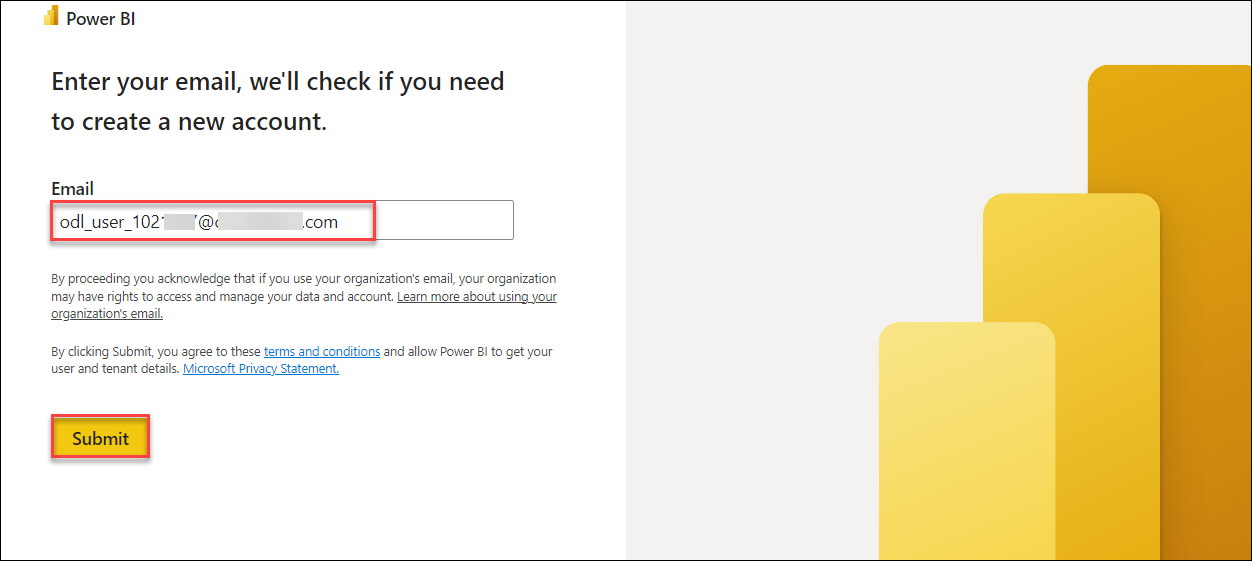 Power BI
Enter your email, we'll check if you need
to create a new account.
Email
odl_user_102 7@ .com
By proceeding you acknowledge that if you use your organization's email, your organization
may have rights to access and manage your data and account. Learn more about using your
organization's email.
By clicking Submit, you agree to these terms and conditions and allow Power BI to get your
user and tenant details. Microsoft Privacy Statement.
Submit